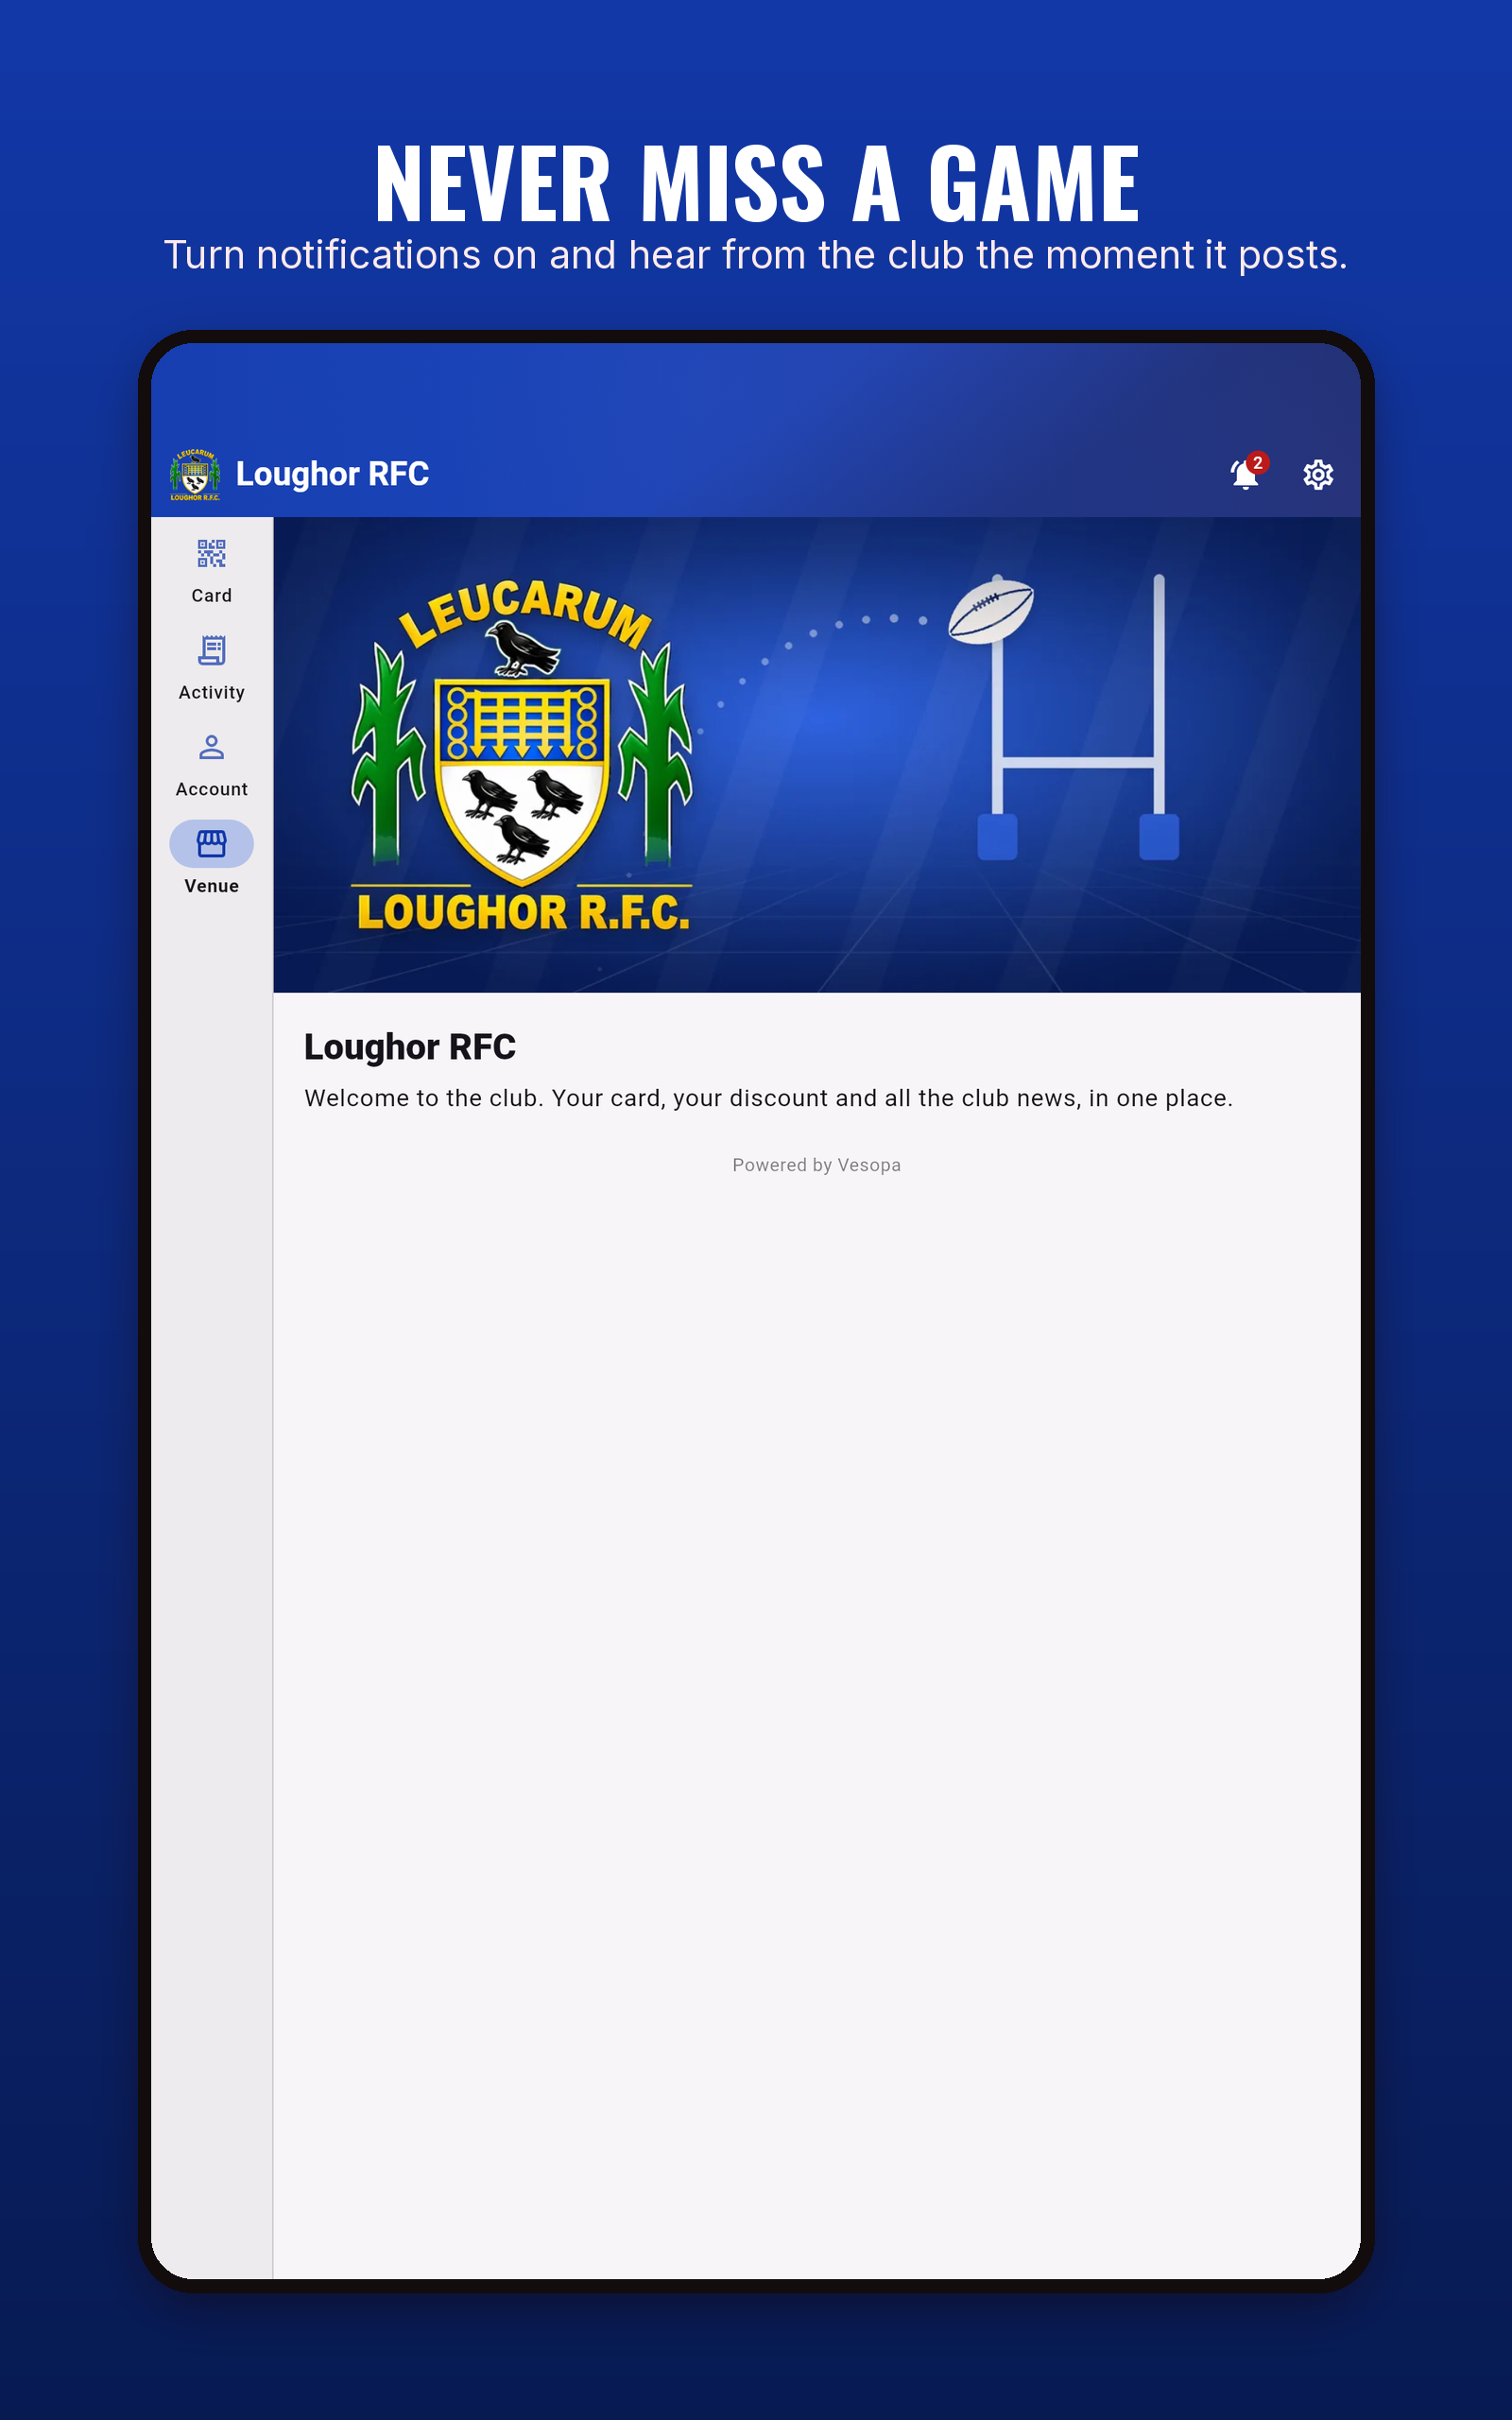 NEVER MISS A GAME
Turn notifications on and hear from the club the moment it posts.
LEUCARUM
LOUGHOR R.F.C.
Loughor RFC
2
Card
Activity
Account
Venue
LEUCARUM
LOUGHOR R.F.C.
Loughor RFC
Welcome to the club. Your card, your discount and all the club news, in one place.
Powered by Vesopa